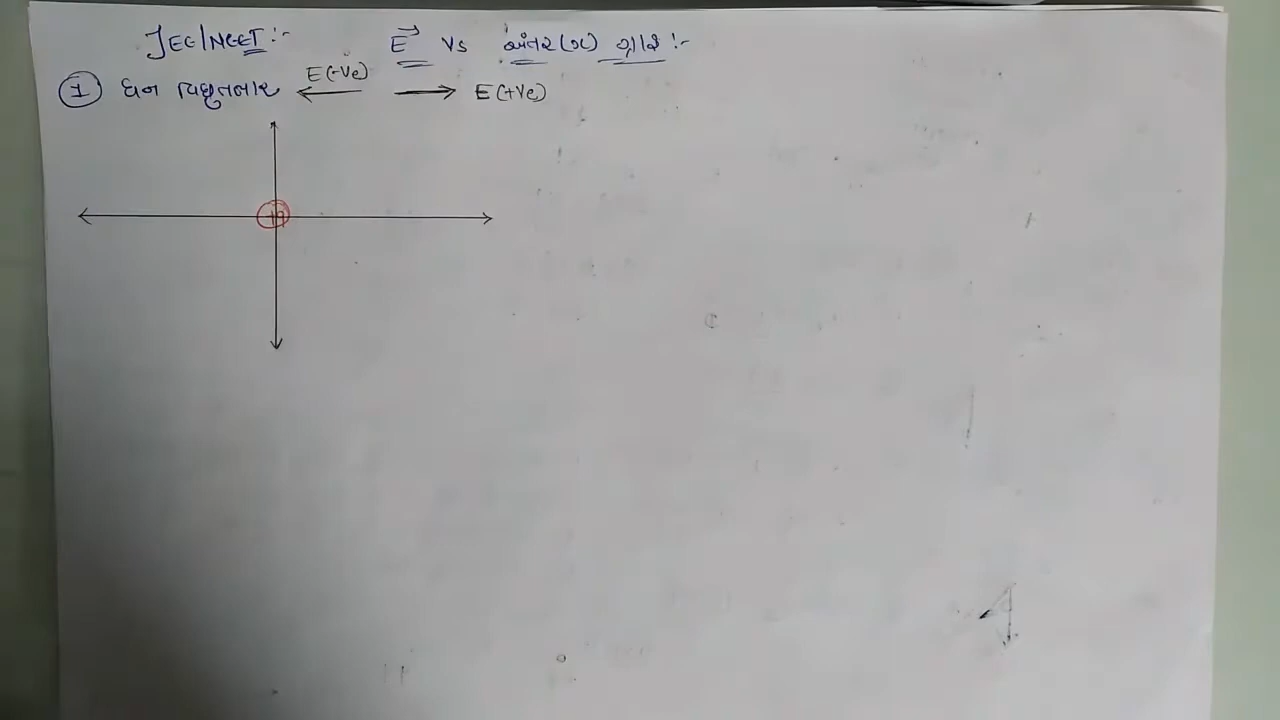 JEE/NEET :- E⃗ Vs અંતર(x) ગ્રાફ :-
① ધન વિદ્યુતભાર E(-Ve) E(+Ve)
+q